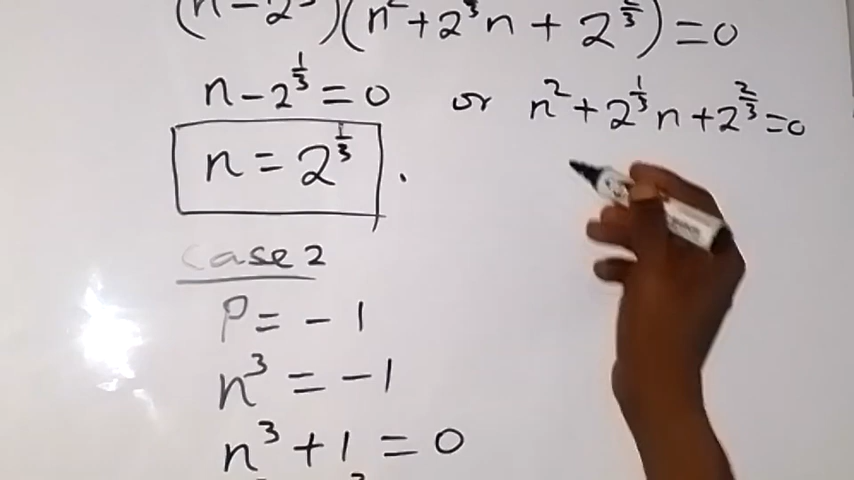 (n - 2^{1/3})(n² + 2^{1/3}n + 2^{2/3}) = 0
n - 2^{1/3} = 0 or n² + 2^{1/3}n + 2^{2/3} = 0
n = 2^{1/3} .
Case 2
P = - 1
n³ = - 1
n³ + 1 = 0